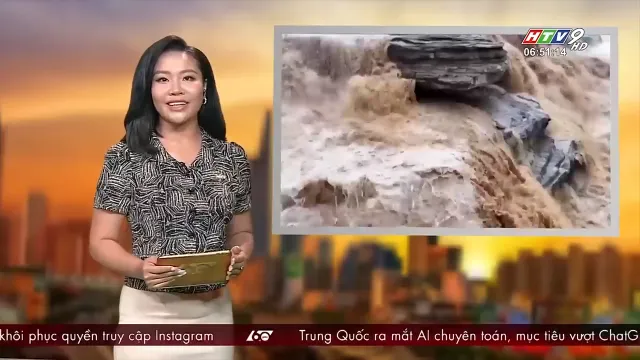 HTV9 HD
06:51:14
khôi phục quyền truy cập Instagram 60 Trung Quốc ra mắt AI chuyên toán, mục tiêu vượt ChatG